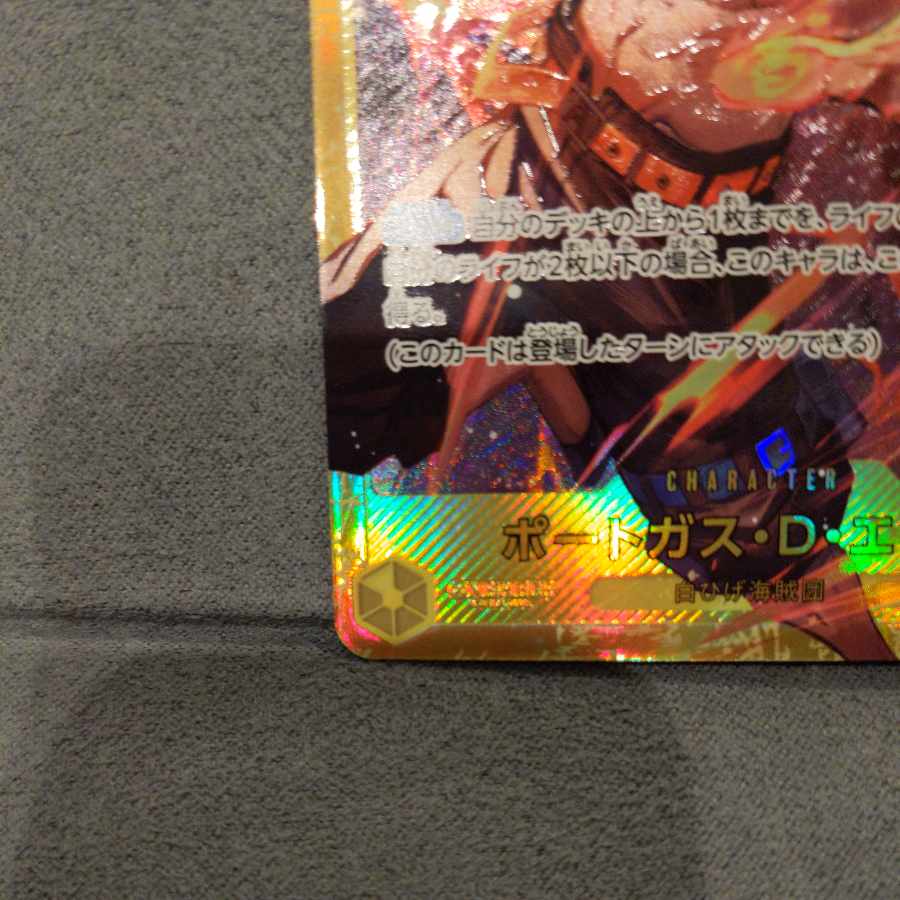 自分のデッキの上から1枚までを、ライフの
のライフが2枚以下の場合、このキャラは、こ
得る。
(このカードは登場したターンにアタックできる)
CHARACTER
ポートガス・D・エ
白ひげ海賊団